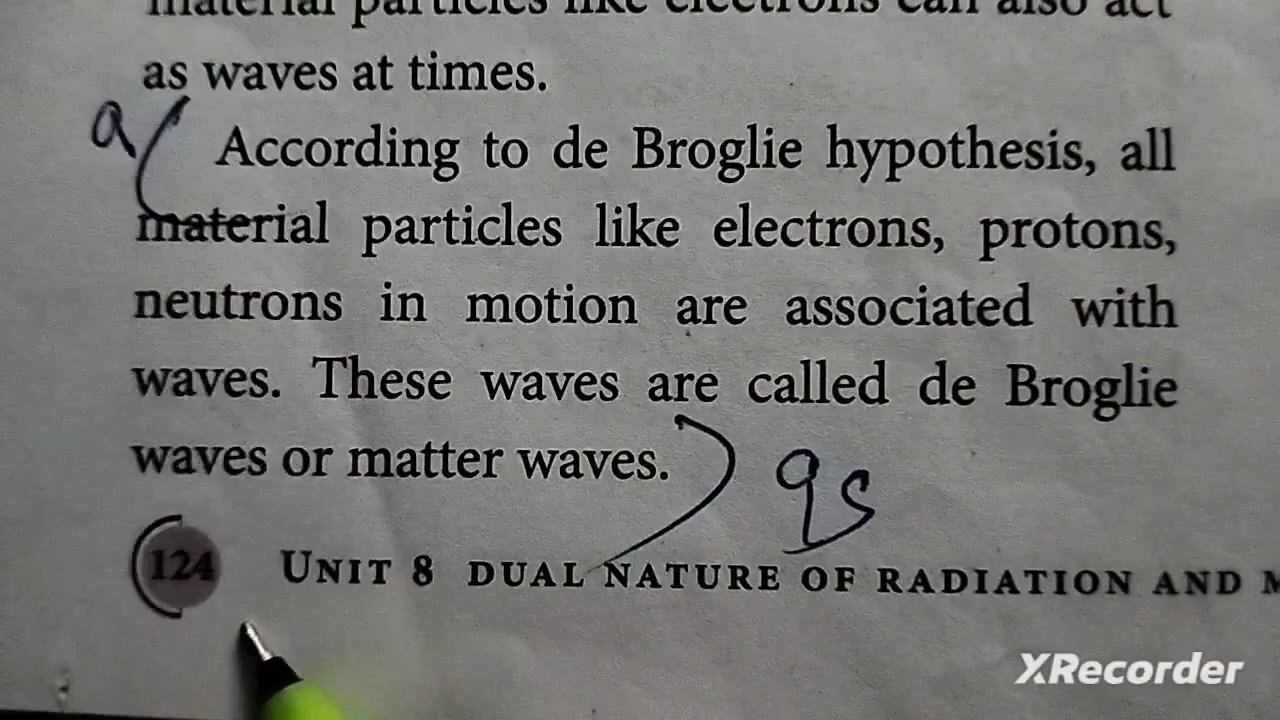 material particles like electrons can also act
as waves at times.
a
According to de Broglie hypothesis, all
material particles like electrons, protons,
neutrons in motion are associated with
waves. These waves are called de Broglie
waves or matter waves.
124 UNIT 8 DUAL NATURE OF RADIATION AND M
XRecorder